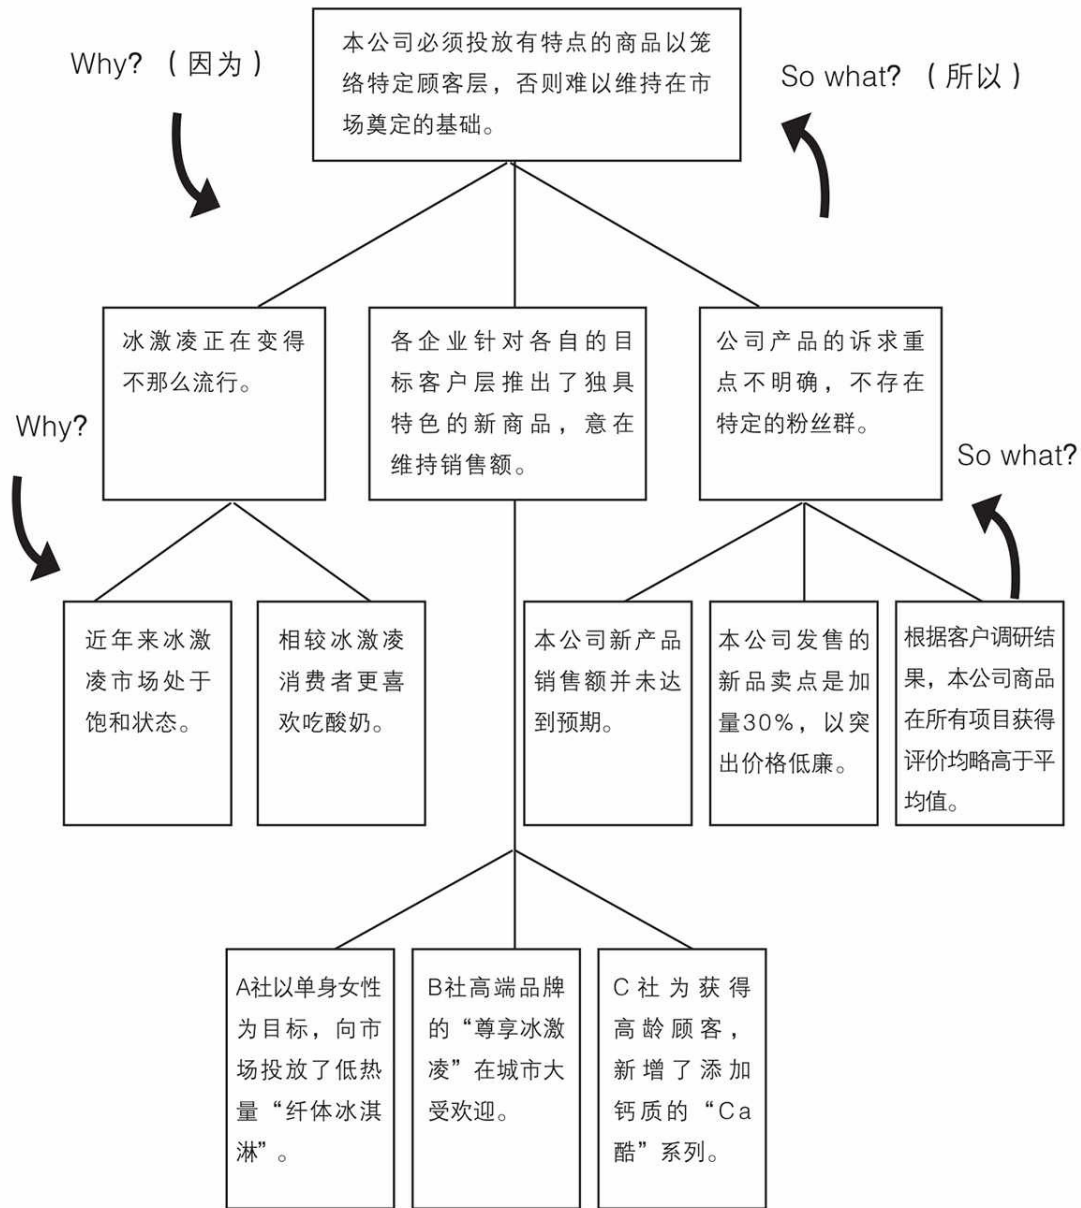 Why?（因为）
本公司必须投放有特点的商品以笼
络特定顾客层，否则难以维持在市
场奠定的基础。
So what?（所以）
冰激凌正在变得
不那么流行。
各企业针对各自的目
标客户层推出了独具
特色的新商品，意在
维持销售额。
公司产品的诉求重
点不明确，不存在
特定的粉丝群。
Why?
So what?
近年来冰激
凌市场处于
饱和状态。
相较冰激凌
消费者更喜
欢吃酸奶。
本公司新产品
销售额并未达
到预期。
本公司发售的
新品卖点是加
量30%，以突
出价格低廉。
根据客户调研结
果，本公司商品
在所有项目获得
评价均略高于平
均值。
A社以单身女性
为目标，向市
场投放了低热
量“纤体冰淇
淋”。
B社高端品牌
的“尊享冰激
凌”在城市大
受欢迎。
C社为获得
高龄顾客，
新增了添加
钙质的“Ca
酷”系列。